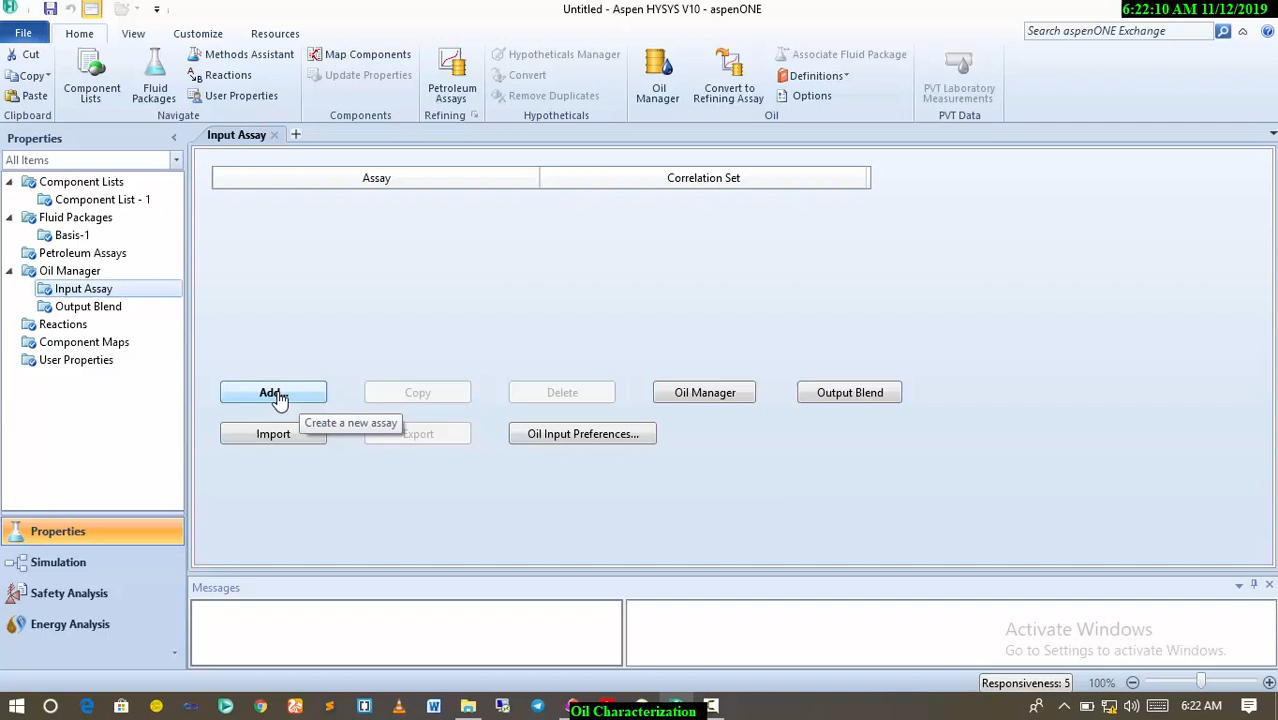 Untitled - Aspen HYSYS V10 - aspenONE
6:22:10 AM 11/12/2019
File
Home
View
Customize
Resources
Search aspenONE Exchange
Cut
Copy
Paste
Clipboard
Component Lists
Fluid Packages
Methods Assistant
Reactions
User Properties
Navigate
Map Components
Update Properties
Components
Petroleum Assays
Refining
Hypotheticals Manager
Convert
Remove Duplicates
Hypotheticals
Oil Manager
Convert to Refining Assay
Associate Fluid Package
Definitions
Options
Oil
PVT Laboratory Measurements
PVT Data
Properties
All Items
Component Lists
Component List - 1
Fluid Packages
Basis-1
Petroleum Assays
Oil Manager
Input Assay
Output Blend
Reactions
Component Maps
User Properties
Properties
Simulation
Safety Analysis
Energy Analysis
Input Assay
Assay
Correlation Set
Add...
Copy
Delete
Oil Manager
Output Blend
Create a new assay
Import
Export
Oil Input Preferences...
Messages
Activate Windows
Go to Settings to activate Windows.
Responsiveness: 5
100%
6:22 AM
Oil Characterization